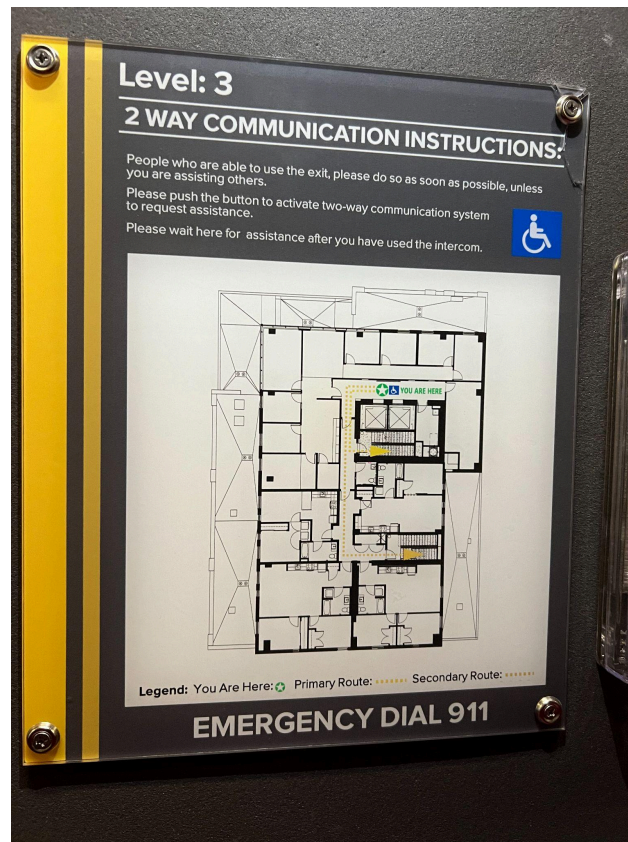 Level: 3
2 WAY COMMUNICATION INSTRUCTIONS:
People who are able to use the exit, please do so as soon as possible, unless
you are assisting others.
Please push the button to activate two-way communication system
to request assistance.
Please wait here for assistance after you have used the intercom.
YOU ARE HERE
Legend: You Are Here: Primary Route: Secondary Route:
EMERGENCY DIAL 911